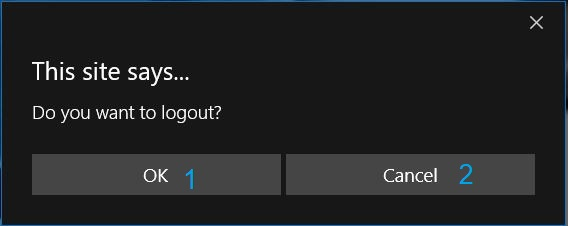 This site says...
Do you want to logout?
OK 1
Cancel 2